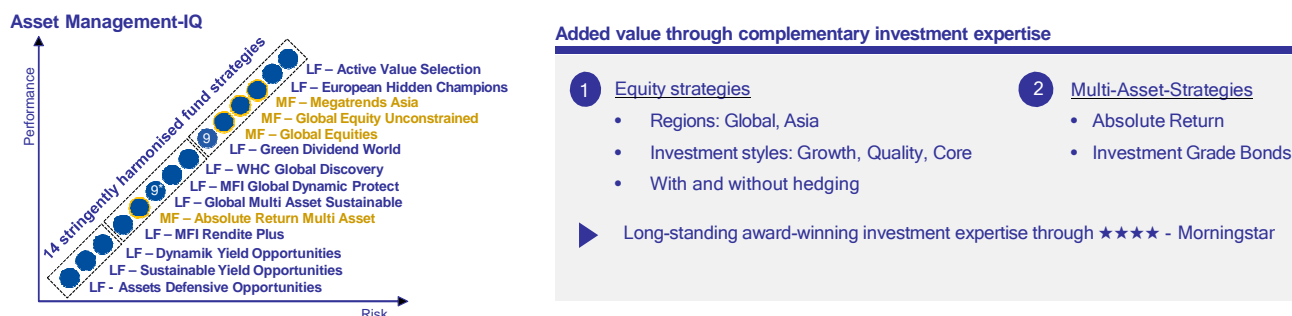 Asset Management-IQ
Performance
14 stringently harmonised fund strategies
9
9*
LF – Active Value Selection
LF – European Hidden Champions
MF – Megatrends Asia
MF – Global Equity Unconstrained
MF – Global Equities
LF – Green Dividend World
LF – WHC Global Discovery
LF – MFI Global Dynamic Protect
LF – Global Multi Asset Sustainable
MF – Absolute Return Multi Asset
LF – MFI Rendite Plus
LF – Dynamik Yield Opportunities
LF – Sustainable Yield Opportunities
LF - Assets Defensive Opportunities
Risk
Added value through complementary investment expertise
1 Equity strategies
• Regions: Global, Asia
• Investment styles: Growth, Quality, Core
• With and without hedging
2 Multi-Asset-Strategies
• Absolute Return
• Investment Grade Bonds
Long-standing award-winning investment expertise through ★★★★ - Morningstar